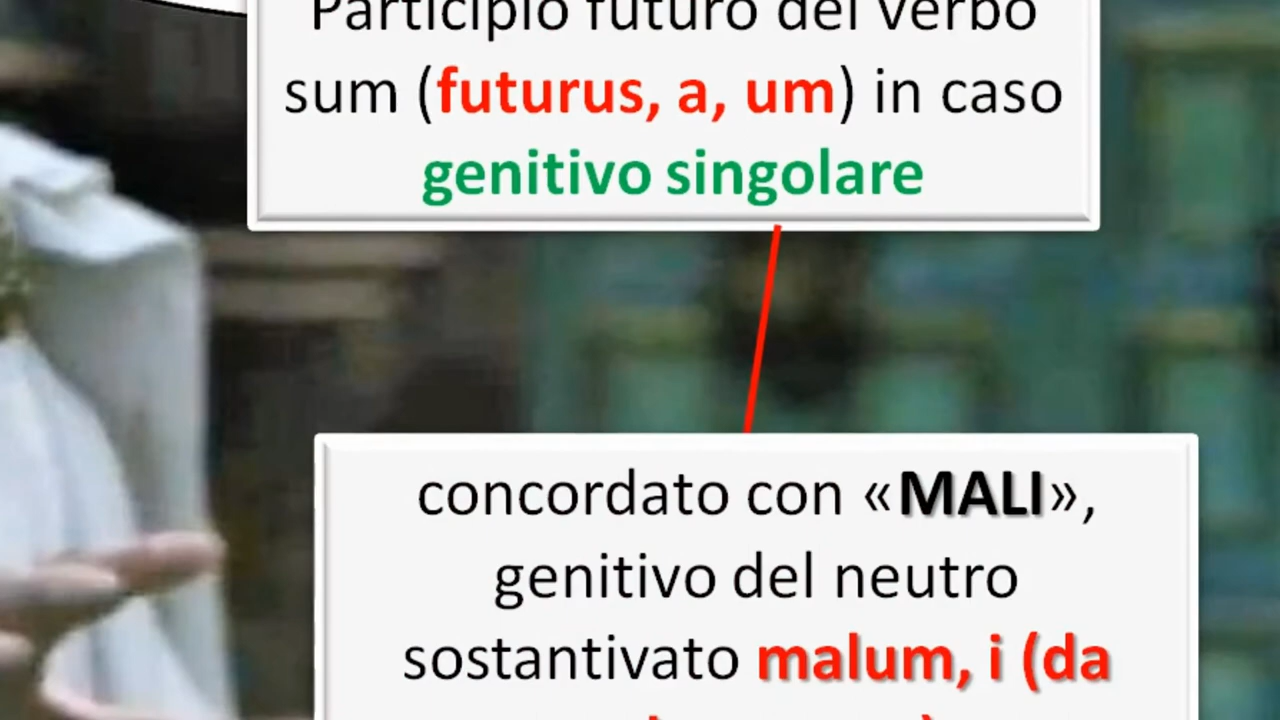 Participio futuro del verbo
sum (futurus, a, um) in caso
genitivo singolare
concordato con «MALI»,
genitivo del neutro
sostantivato malum, i (da